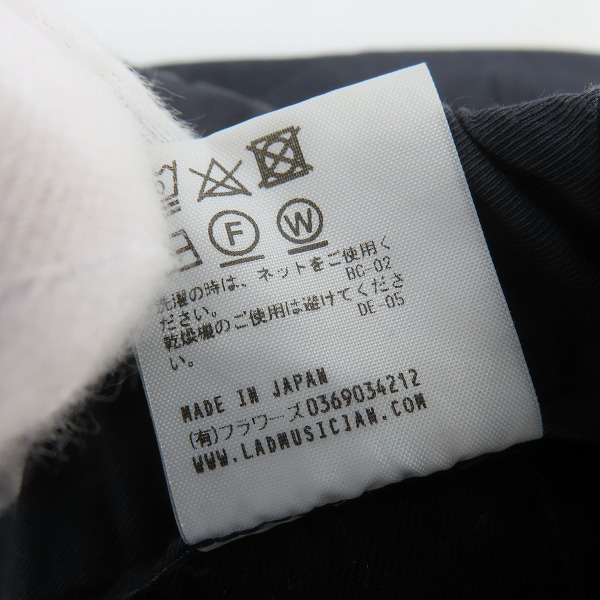 F W
洗濯の時は、ネットをご使用く
BC-02
ださい。
乾燥機のご使用は避けてくださ
DE-05
い。
MADE IN JAPAN
(有)フラワーズ0369034212
WWW.LADMUSICIAN.COM